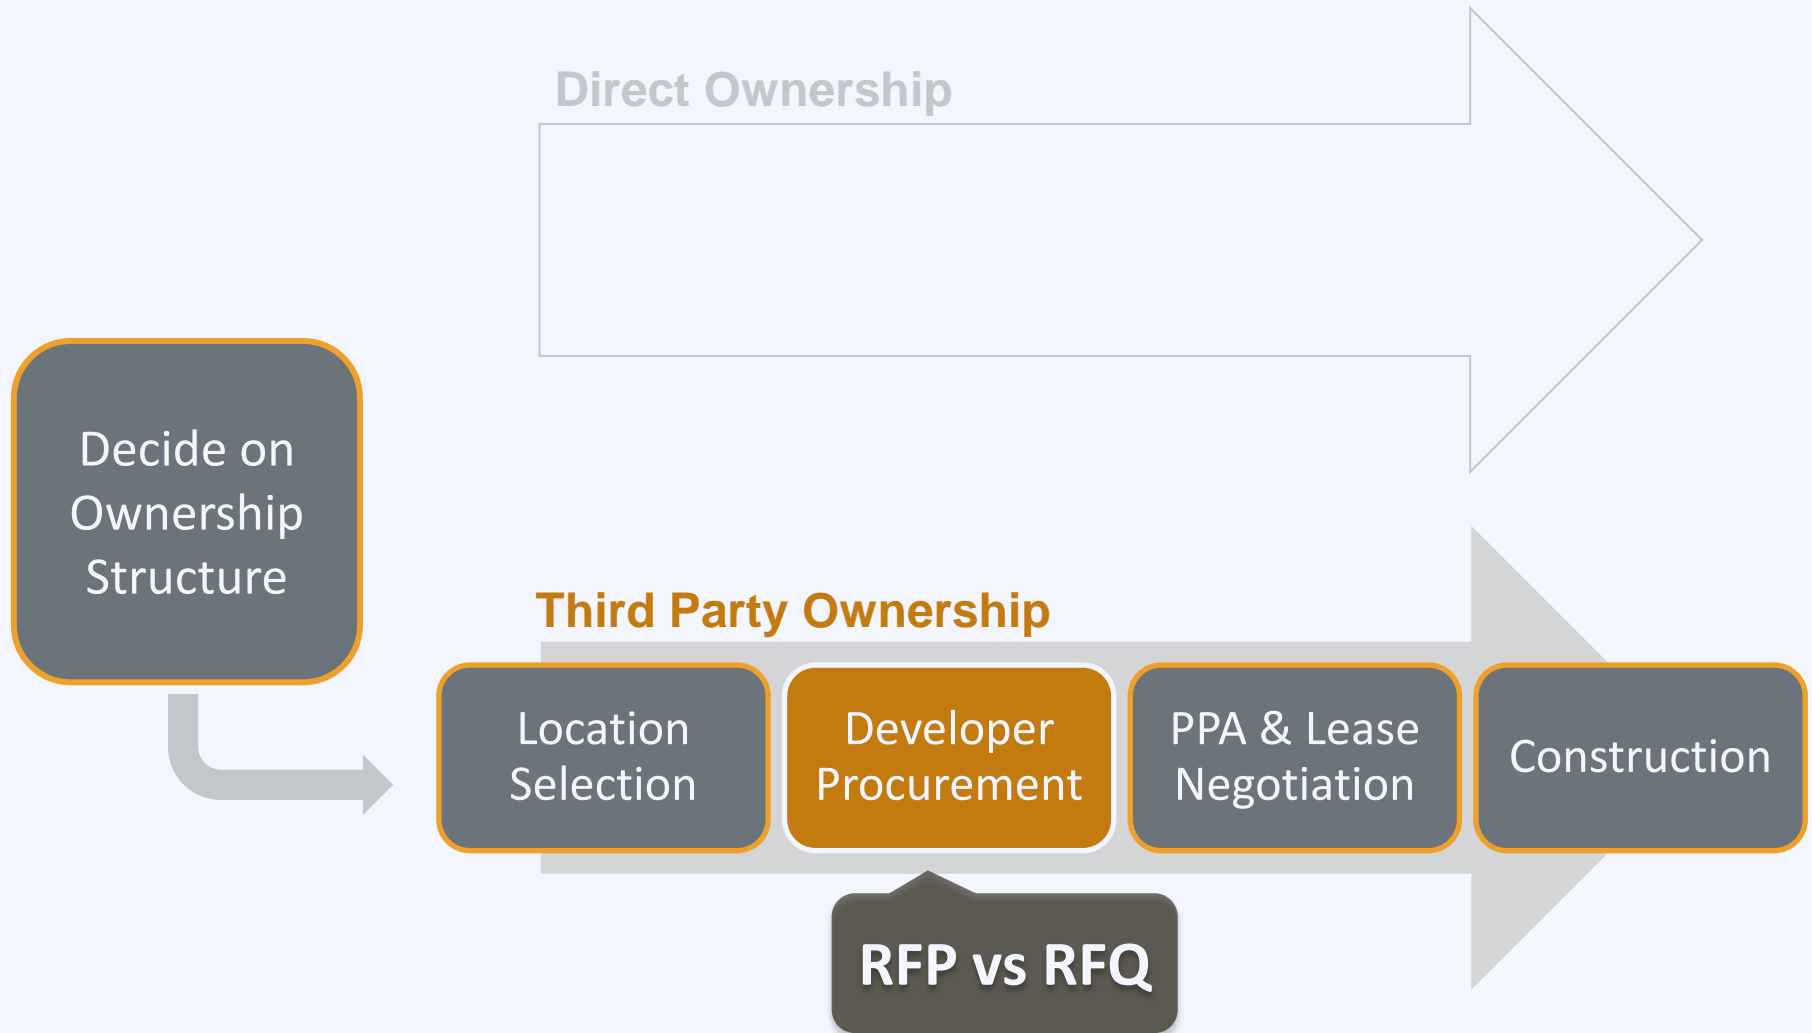 Direct Ownership
Decide on
Ownership
Structure
Third Party Ownership
Location
Selection
Developer
Procurement
PPA & Lease
Negotiation
Construction
RFP vs RFQ